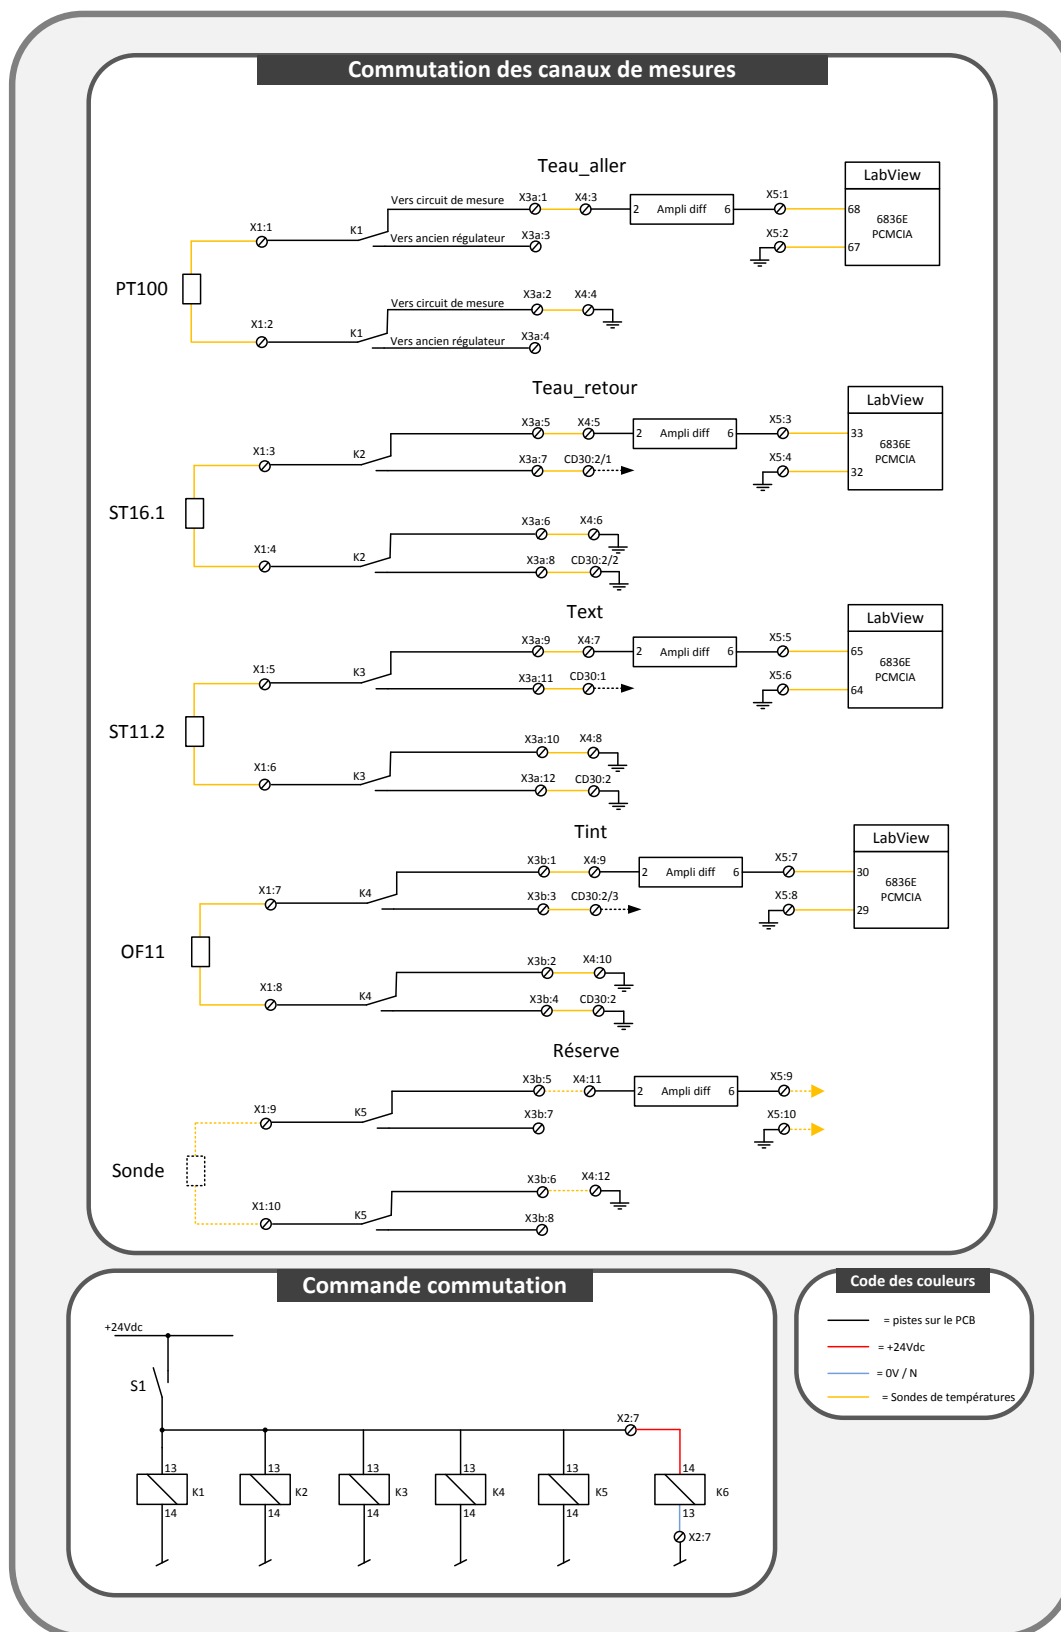 Commutation des canaux de mesures
Teau_aller
LabView
6836E
PCMCIA
68
67
X5:1
X5:2
Vers circuit de mesure
X3a:1
X4:3
2 Ampli diff 6
X1:1
K1
Vers ancien régulateur
X3a:3
PT100
Vers circuit de mesure
X3a:2
X4:4
X1:2
K1
Vers ancien régulateur
X3a:4
Teau_retour
LabView
6836E
PCMCIA
33
32
X5:3
X5:4
X3a:5
X4:5
2 Ampli diff 6
X1:3
K2
X3a:7
CD30:2/1
ST16.1
X3a:6
X4:6
X1:4
K2
X3a:8
CD30:2/2
Text
LabView
6836E
PCMCIA
65
64
X5:5
X5:6
X3a:9
X4:7
2 Ampli diff 6
X1:5
K3
X3a:11
CD30:1
ST11.2
X3a:10
X4:8
X1:6
K3
X3a:12
CD30:2
Tint
LabView
6836E
PCMCIA
30
29
X5:7
X5:8
X3b:1
X4:9
2 Ampli diff 6
X1:7
K4
X3b:3
CD30:2/3
OF11
X3b:2
X4:10
X1:8
K4
X3b:4
CD30:2
Réserve
X3b:5
X4:11
2 Ampli diff 6
X5:9
X5:10
X1:9
K5
X3b:7
Sonde
X3b:6
X4:12
X1:10
K5
X3b:8
Commande commutation
+24Vdc
S1
X2:7
13
K1
14
13
K2
14
13
K3
14
13
K4
14
13
K5
14
14
K6
13
X2:7
Code des couleurs
= pistes sur le PCB
= +24Vdc
= 0V / N
= Sondes de températures